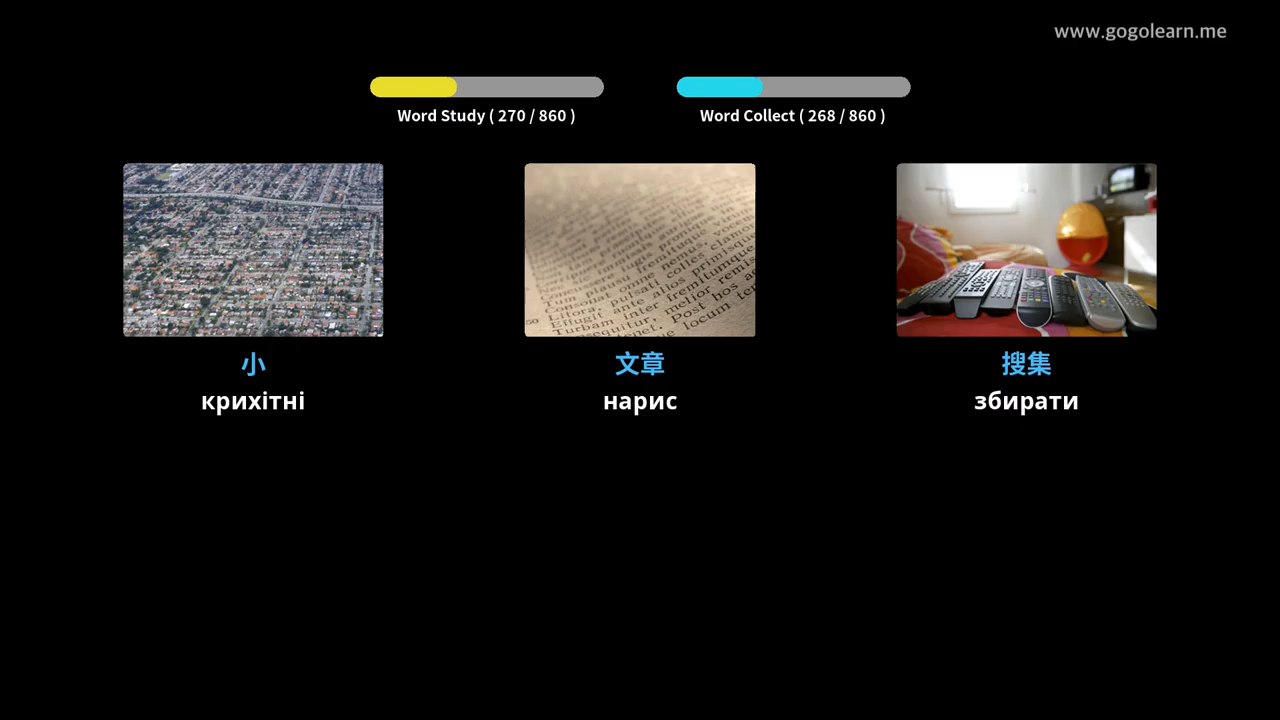 www.gogolearn.me
Word Study ( 270 / 860 )
Word Collect ( 268 / 860 )
小
крихітні
文章
нарис
搜集
збирати